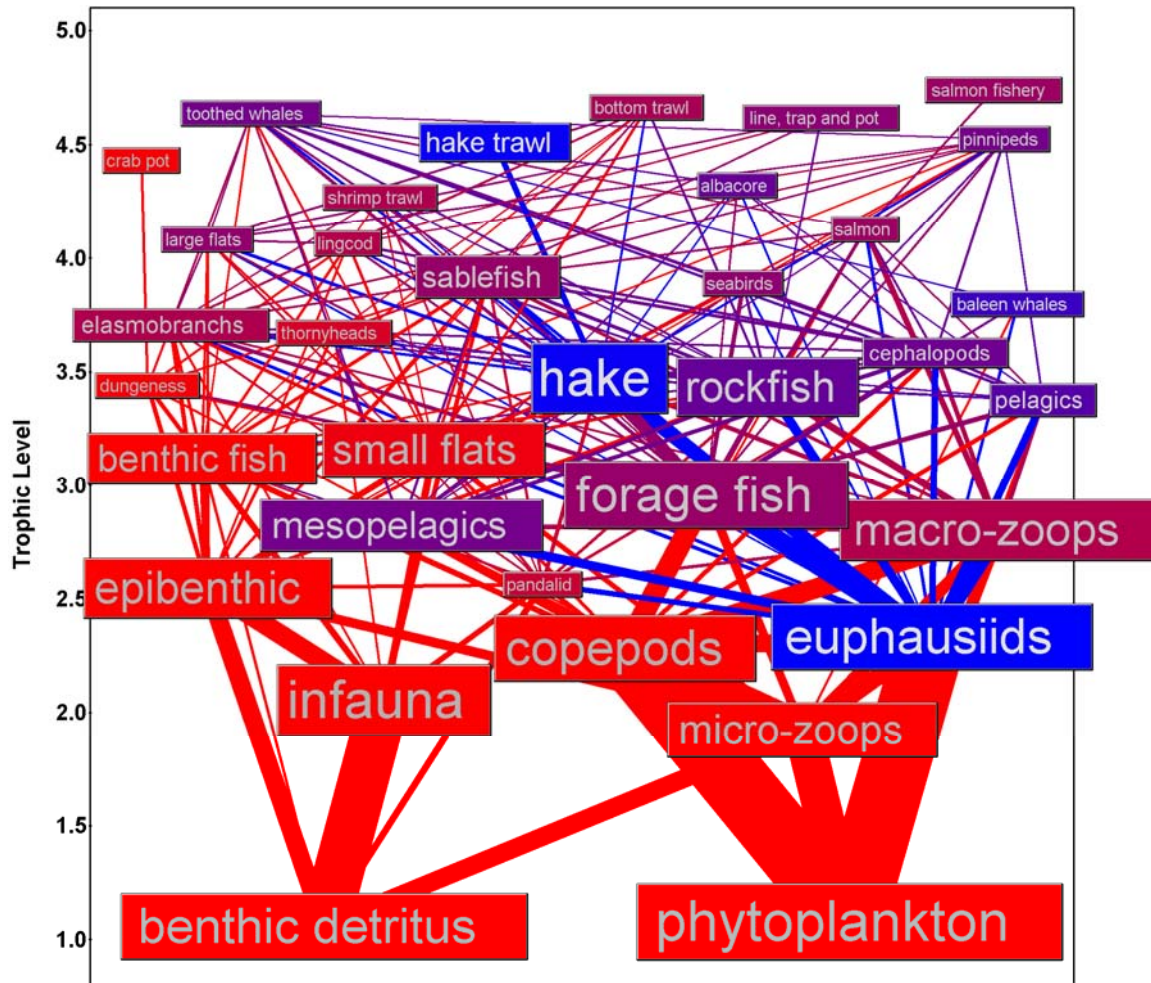 5.0
salmon fishery
toothed whales
bottom trawl
line, trap and pot
hake trawl
4.5
pinnipeds
crab pot
albacore
shrimp trawl
salmon
large flats
lingcod
4.0
sablefish
seabirds
baleen whales
elasmobranchs
thornyheads
cephalopods
3.5
dungeness
hake
rockfish
pelagics
benthic fish
small flats
3.0
forage fish
mesopelagics
macro-zoops
Trophic Level
epibenthic
pandalid
2.5
copepods
euphausiids
infauna
2.0
micro-zoops
1.5
benthic detritus
phytoplankton
1.0